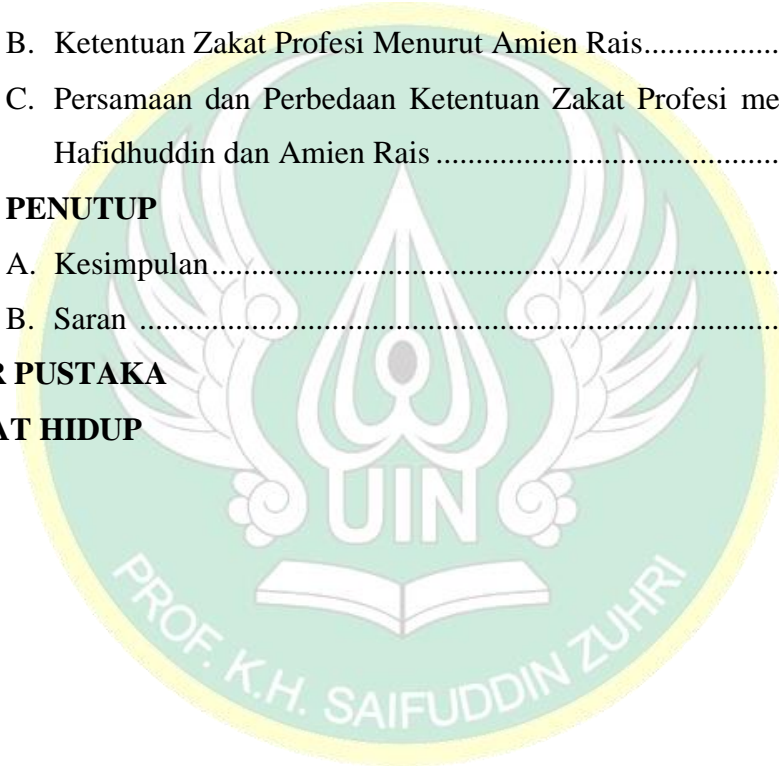 B. Ketentuan Zakat Profesi Menurut Amien Rais..................
C. Persamaan dan Perbedaan Ketentuan Zakat Profesi me
Hafidhuddin dan Amien Rais ............................................
PENUTUP
A. Kesimpulan........................................................................
B. Saran .................................................................................
R PUSTAKA
AT HIDUP
UIN
PROF. K.H. SAIFUDDIN ZUHRI